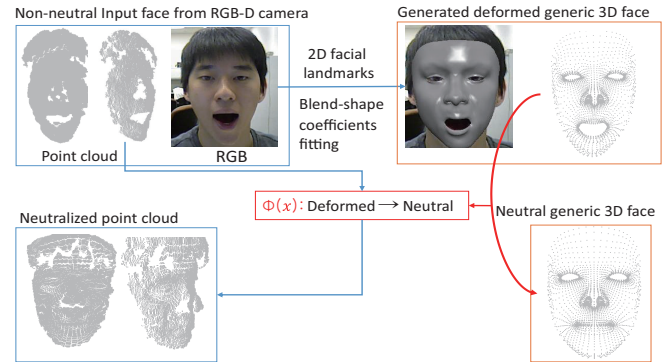 Non-neutral Input face from RGB-D camera
Generated deformed generic 3D face
2D facial
landmarks
Blend-shape
coefficients
fitting
Point cloud
RGB
Φ(x): Deformed → Neutral
Neutralized point cloud
Neutral generic 3D face